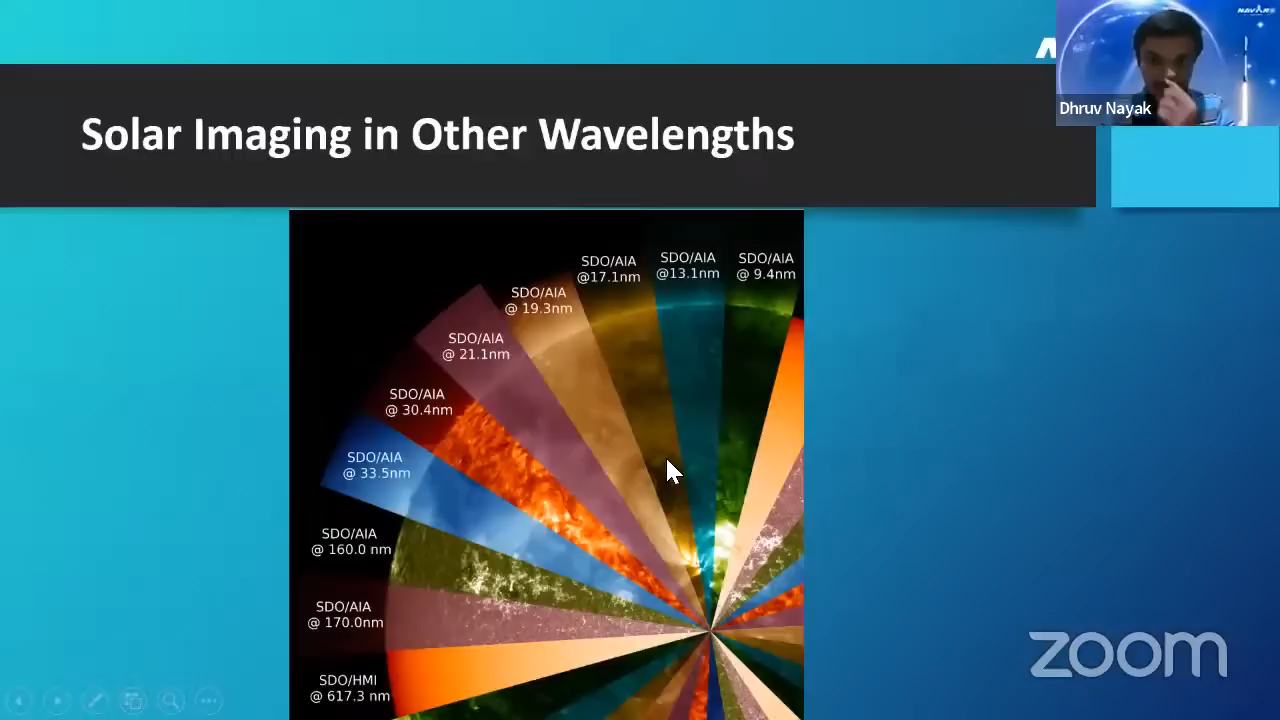 NAVARS
Dhruv Nayak
Solar Imaging in Other Wavelengths
SDO/AIA
@17.1nm
SDO/AIA
@13.1nm
SDO/AIA
@ 9.4nm
SDO/AIA
@ 19.3nm
SDO/AIA
@ 21.1nm
SDO/AIA
@ 30.4nm
SDO/AIA
@ 33.5nm
SDO/AIA
@ 160.0 nm
SDO/AIA
@ 170.0nm
SDO/HMI
@ 617.3 nm
zoom